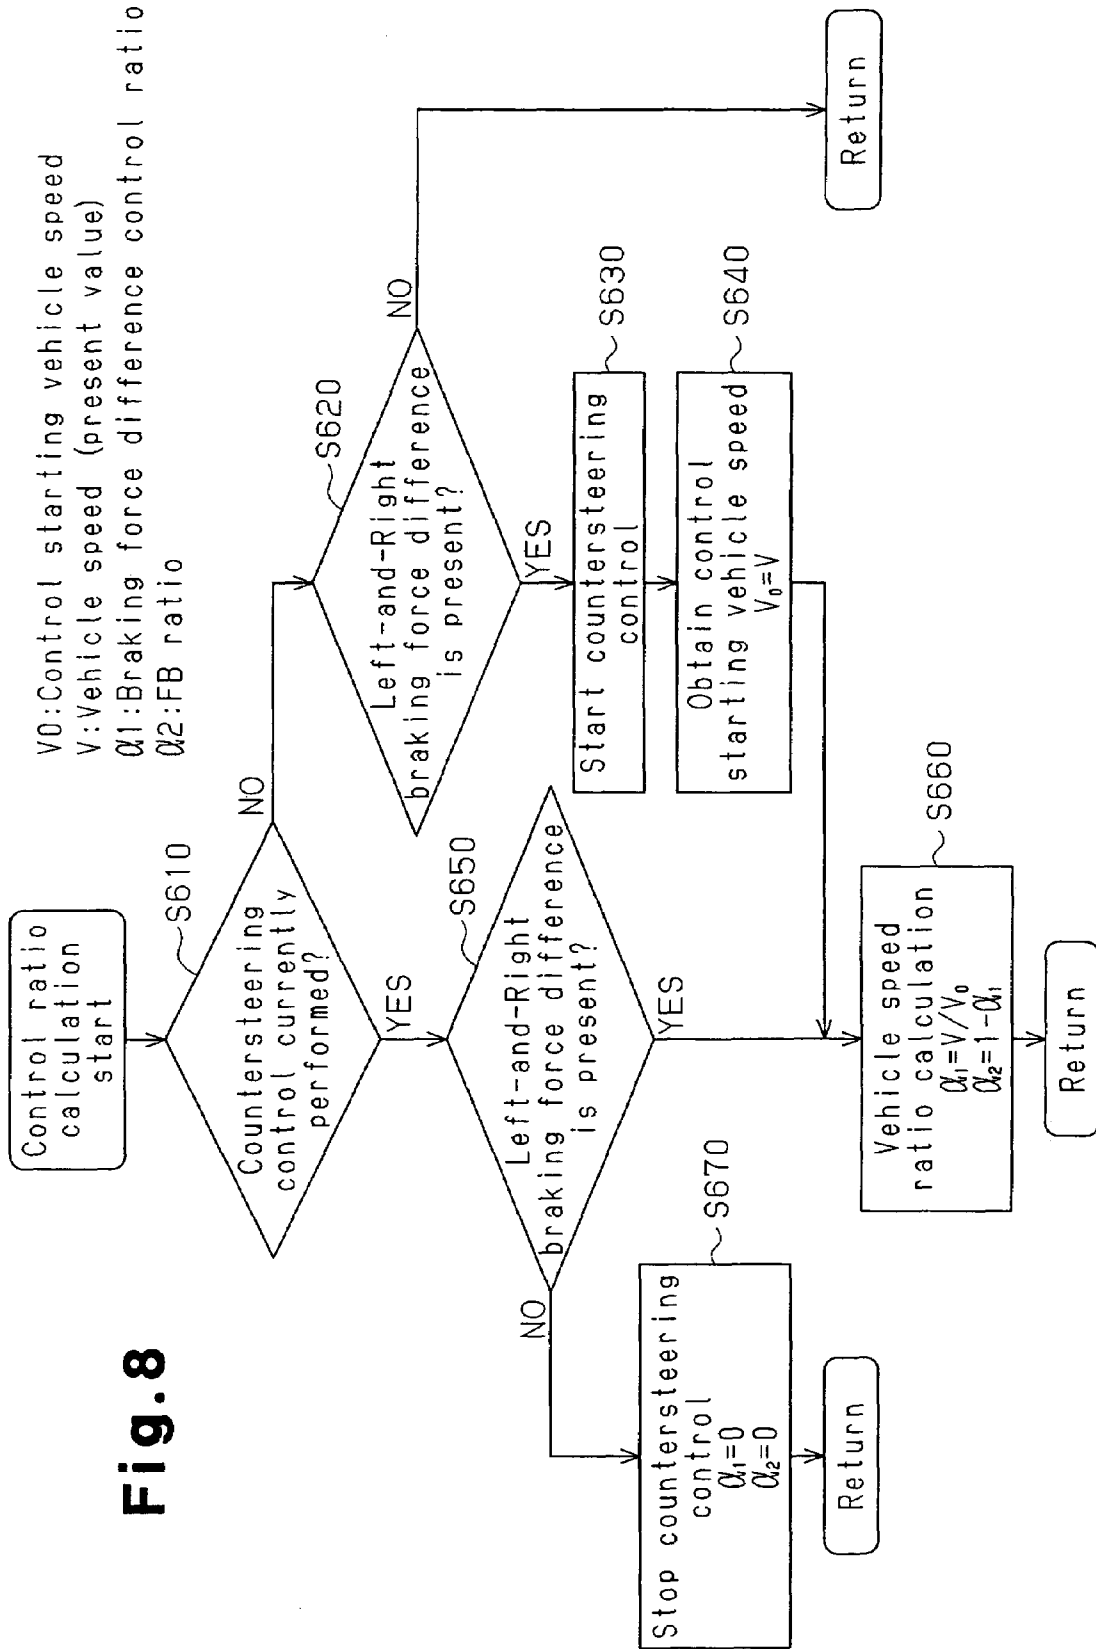 Fig.8
V0:Control starting vehicle speed
V:Vehicle speed (present value)
α1:Braking force difference control ratio
α2:FB ratio
Control ratio
calculation
start
S610
Countersteering
control currently
performed?
NO
YES
S620
Left-and-Right
braking force difference
is present?
NO
YES
Return
S630
Start countersteering
control
S640
Obtain control
starting vehicle speed
V₀=V
S650
Left-and-Right
braking force difference
is present?
NO
YES
S660
Vehicle speed
ratio calculation
α₁=V/V₀
α₂=1-α₁
Return
S670
Stop countersteering
control
α₁=0
α₂=0
Return